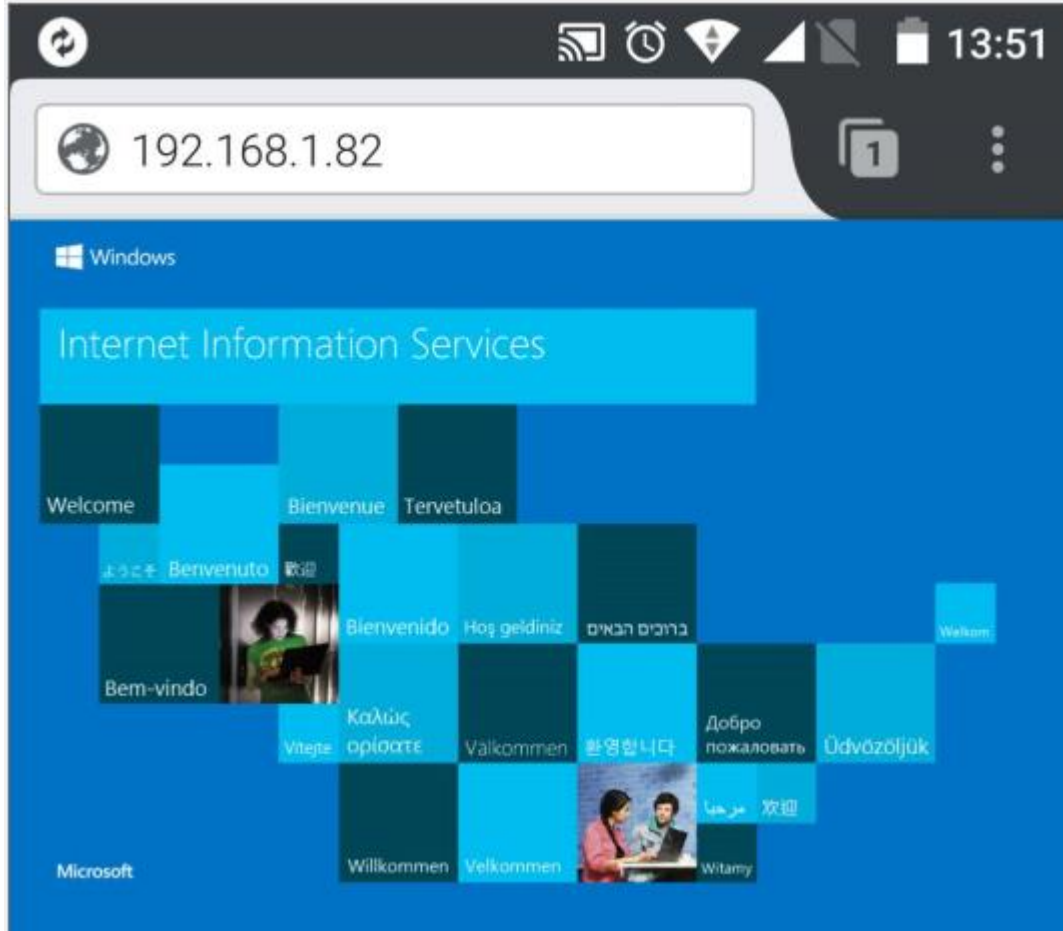 13:51
192.168.1.82
1
Windows
Internet Information Services
Welcome
Bienvenue
Tervetuloa
ようこそ
Benvenuto
歡迎
Bienvenido
Hoş geldiniz
ברוכים הבאים
Welkom
Bem-vindo
Vítejte
Καλώς
ορίσατε
Välkommen
환영합니다
Добро
пожаловать
Üdvözöljük
مرحبا
欢迎
Microsoft
Willkommen
Velkommen
Witamy